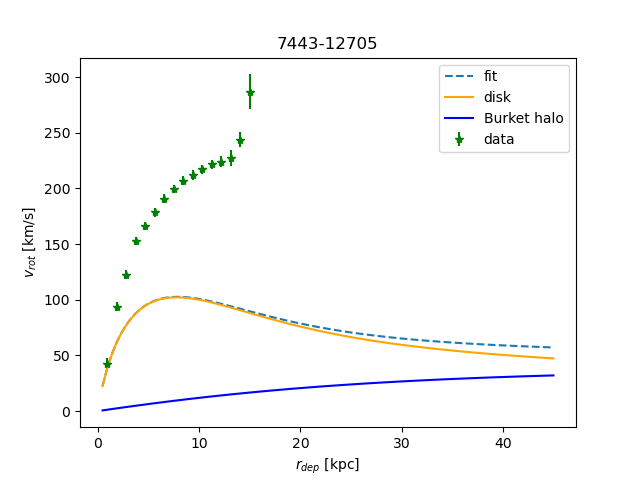 7443-12705
300
250
200
150
100
50
0
v_rot [km/s]
fit
disk
Burket halo
data
0 10 20 30 40
r_dep [kpc]